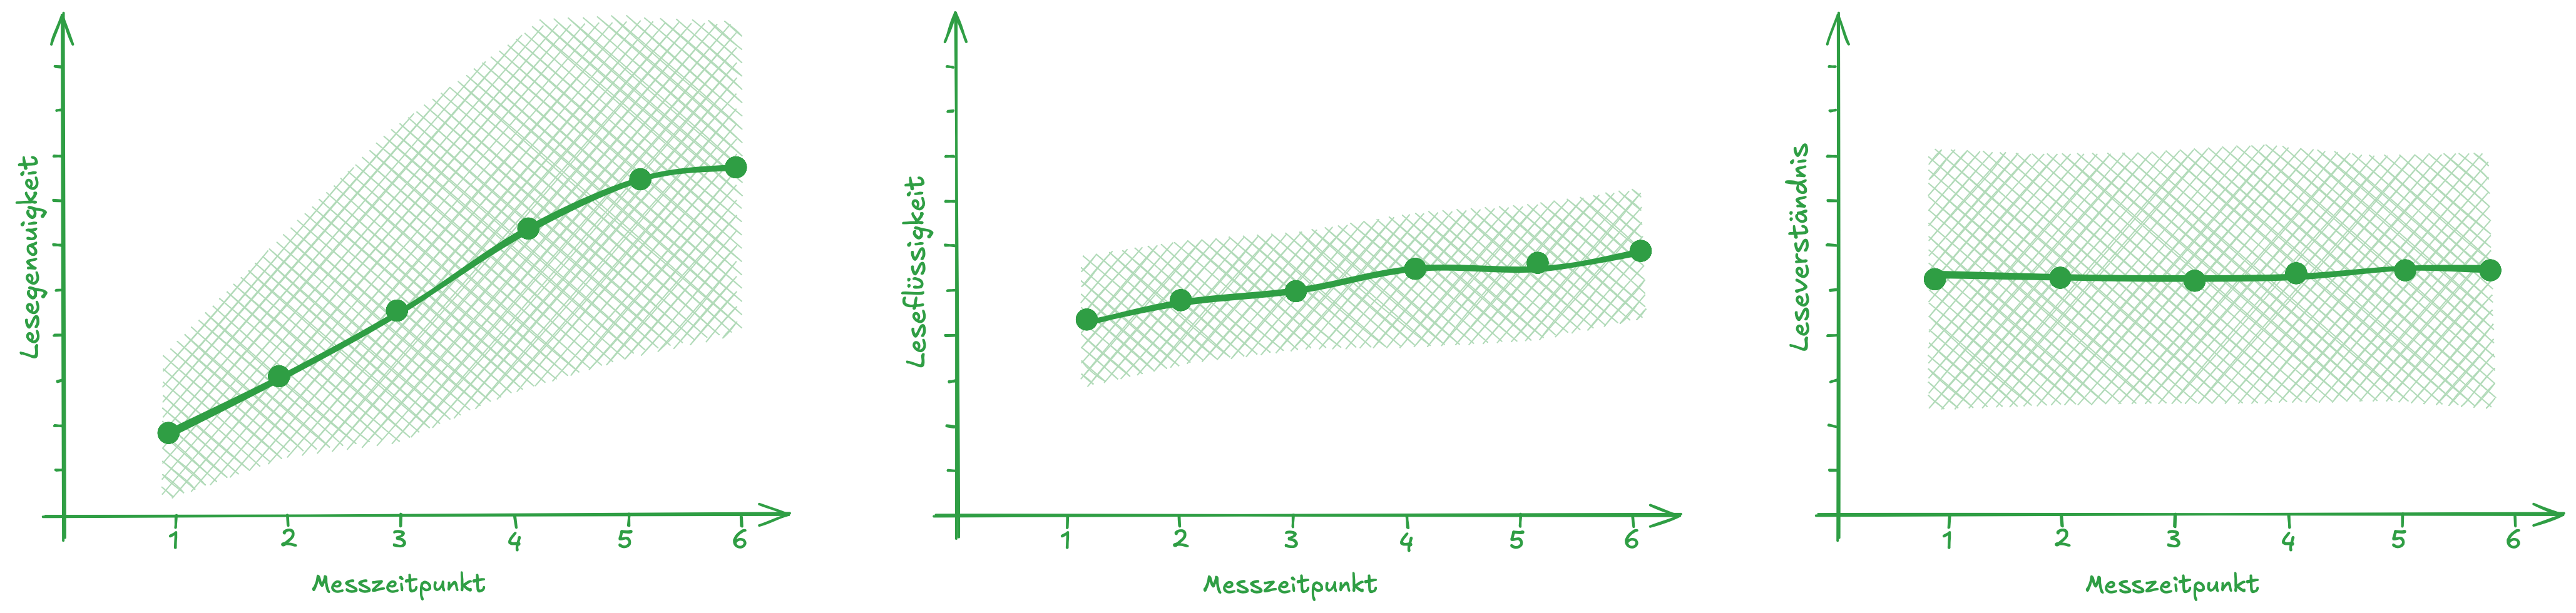 Lesegenauigkeit
1 2 3 4 5 6
Messzeitpunkt
Leseflüssigkeit
1 2 3 4 5 6
Messzeitpunkt
Leseverständnis
1 2 3 4 5 6
Messzeitpunkt